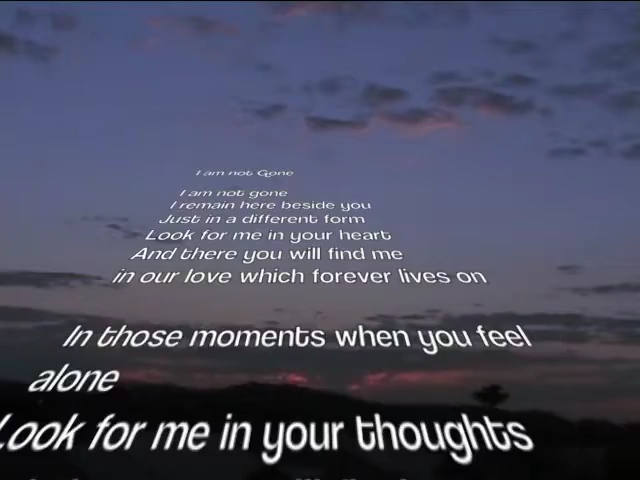 I am not Gone
I am not gone
I remain here beside you
Just in a different form
Look for me in your heart
And there you will find me
in our love which forever lives on
In those moments when you feel
alone
Look for me in your thoughts